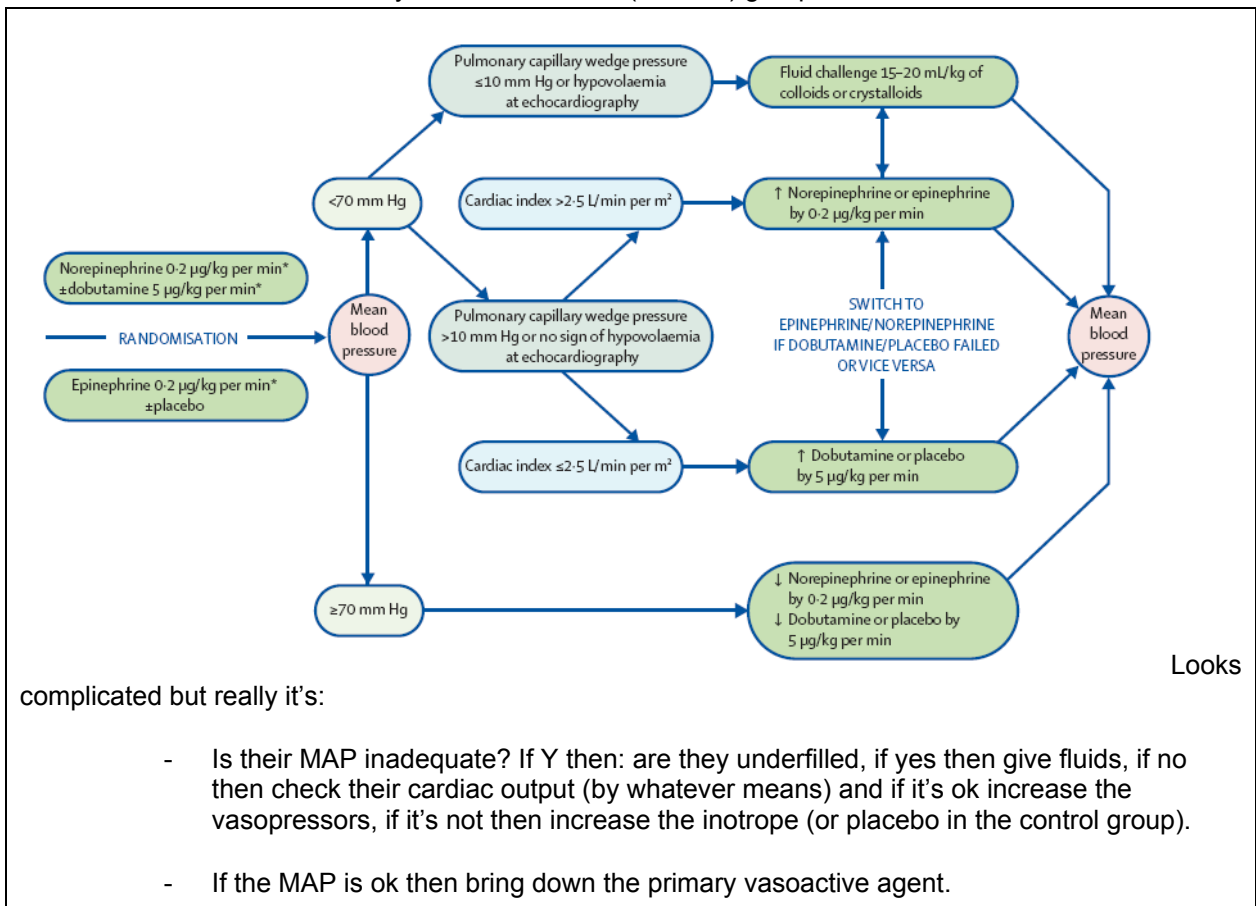 Pulmonary capillary wedge pressure
≤10 mm Hg or hypovolaemia
at echocardiography
Fluid challenge 15–20 mL/kg of
colloids or crystalloids
<70 mm Hg
Cardiac index >2·5 L/min per m²
↑ Norepinephrine or epinephrine
by 0·2 µg/kg per min
Norepinephrine 0·2 µg/kg per min*
±dobutamine 5 µg/kg per min*
RANDOMISATION
Epinephrine 0·2 µg/kg per min*
±placebo
Mean
blood
pressure
Pulmonary capillary wedge pressure
>10 mm Hg or no sign of hypovolaemia
at echocardiography
SWITCH TO
EPINEPHRINE/NOREPINEPHRINE
IF DOBUTAMINE/PLACEBO FAILED
OR VICE VERSA
Mean
blood
pressure
Cardiac index ≤2·5 L/min per m²
↑ Dobutamine or placebo
by 5 µg/kg per min
≥70 mm Hg
↓ Norepinephrine or epinephrine
by 0·2 µg/kg per min
↓ Dobutamine or placebo by
5 µg/kg per min
Looks
complicated but really it’s:
- Is their MAP inadequate? If Y then: are they underfilled, if yes then give fluids, if no
then check their cardiac output (by whatever means) and if it’s ok increase the
vasopressors, if it’s not then increase the inotrope (or placebo in the control group).
- If the MAP is ok then bring down the primary vasoactive agent.